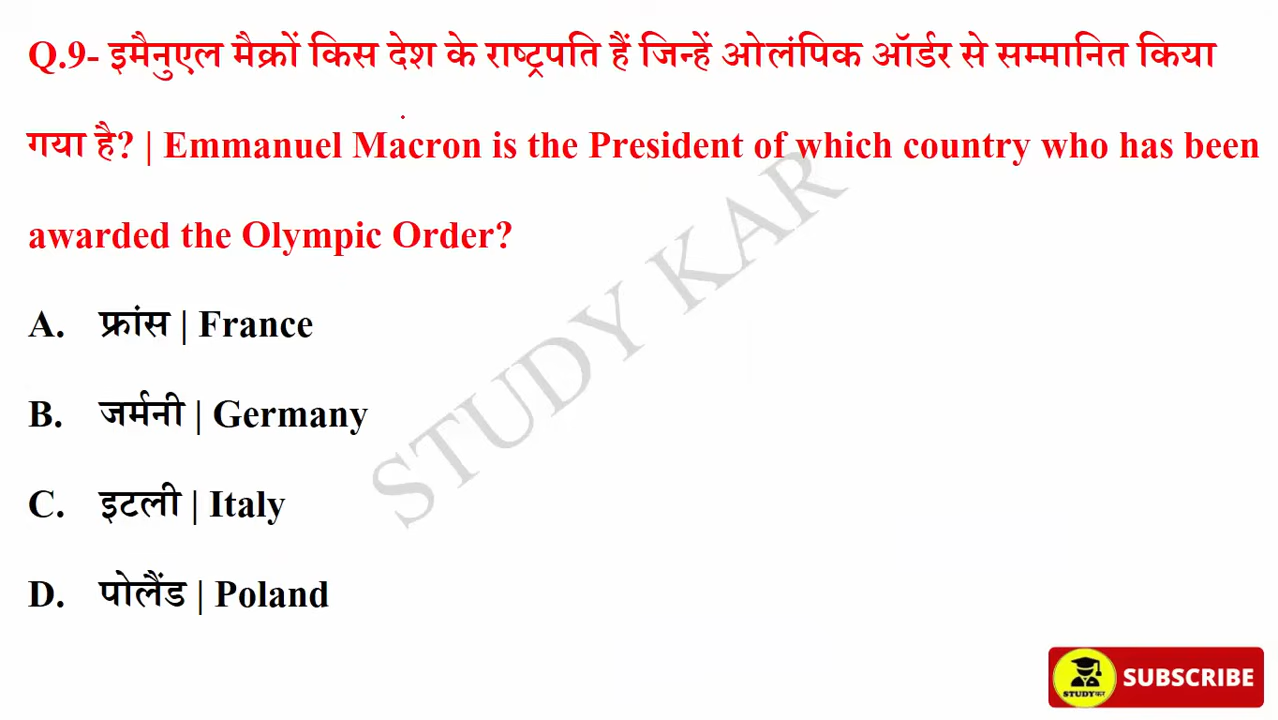 Q.9- इमैनुएल मैक्रों किस देश के राष्ट्रपति हैं जिन्हें ओलंपिक ऑर्डर से सम्मानित किया
गया है? | Emmanuel Macron is the President of which country who has been
awarded the Olympic Order?
A. फ्रांस | France
B. जर्मनी | Germany
C. इटली | Italy
D. पोलैंड | Poland
STUDY KAR
STUDYकर
SUBSCRIBE